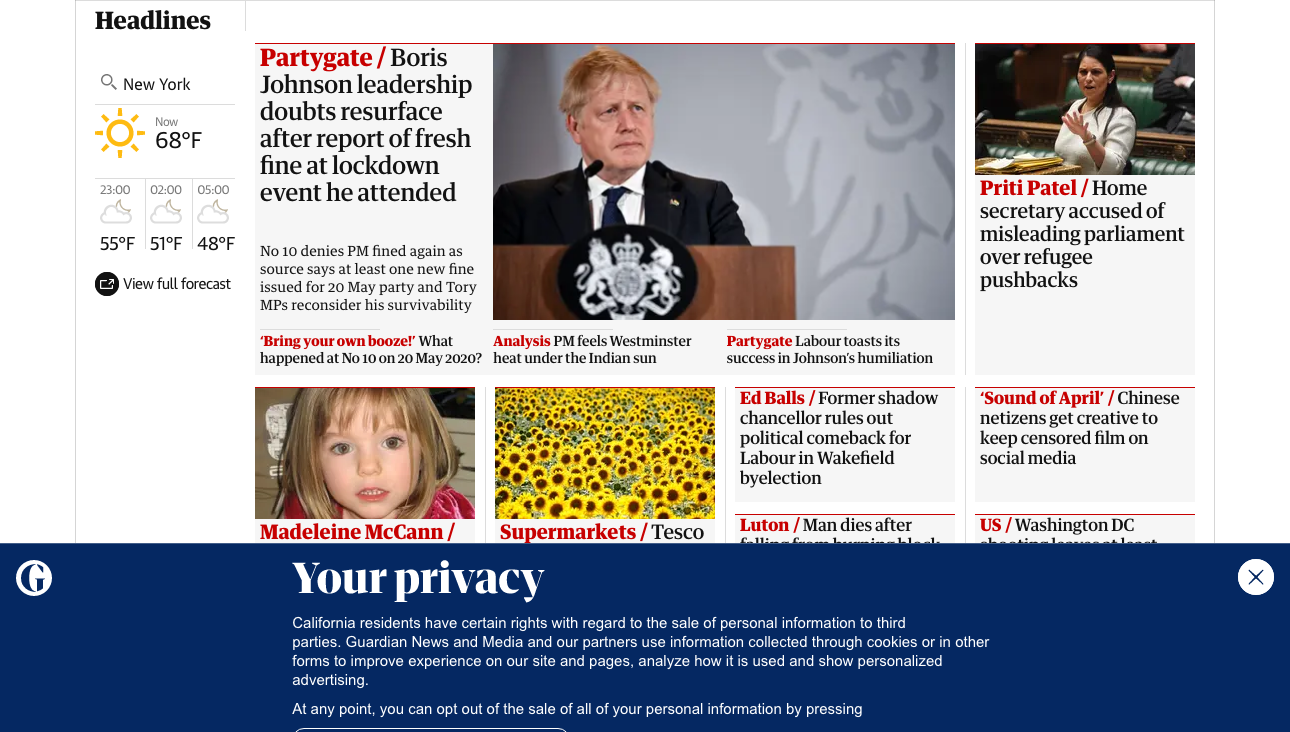 Headlines
New York
Now
68°F
23:00
02:00
05:00
55°F
51°F
48°F
View full forecast
Partygate / Boris
Johnson leadership
doubts resurface
after report of fresh
fine at lockdown
event he attended
No 10 denies PM fined again as
source says at least one new fine
issued for 20 May party and Tory
MPs reconsider his survivability
‘Bring your own booze!’ What
happened at No 10 on 20 May 2020?
Analysis PM feels Westminster
heat under the Indian sun
Partygate Labour toasts its
success in Johnson’s humiliation
Priti Patel / Home
secretary accused of
misleading parliament
over refugee
pushbacks
Madeleine McCann /
Supermarkets / Tesco
Ed Balls / Former shadow
chancellor rules out
political comeback for
Labour in Wakefield
byelection
Luton / Man dies after
falling from burning block
‘Sound of April’ / Chinese
netizens get creative to
keep censored film on
social media
US / Washington DC
shooting leaves at least
Your privacy
California residents have certain rights with regard to the sale of personal information to third
parties. Guardian News and Media and our partners use information collected through cookies or in other
forms to improve experience on our site and pages, analyze how it is used and show personalized
advertising.
At any point, you can opt out of the sale of all of your personal information by pressing